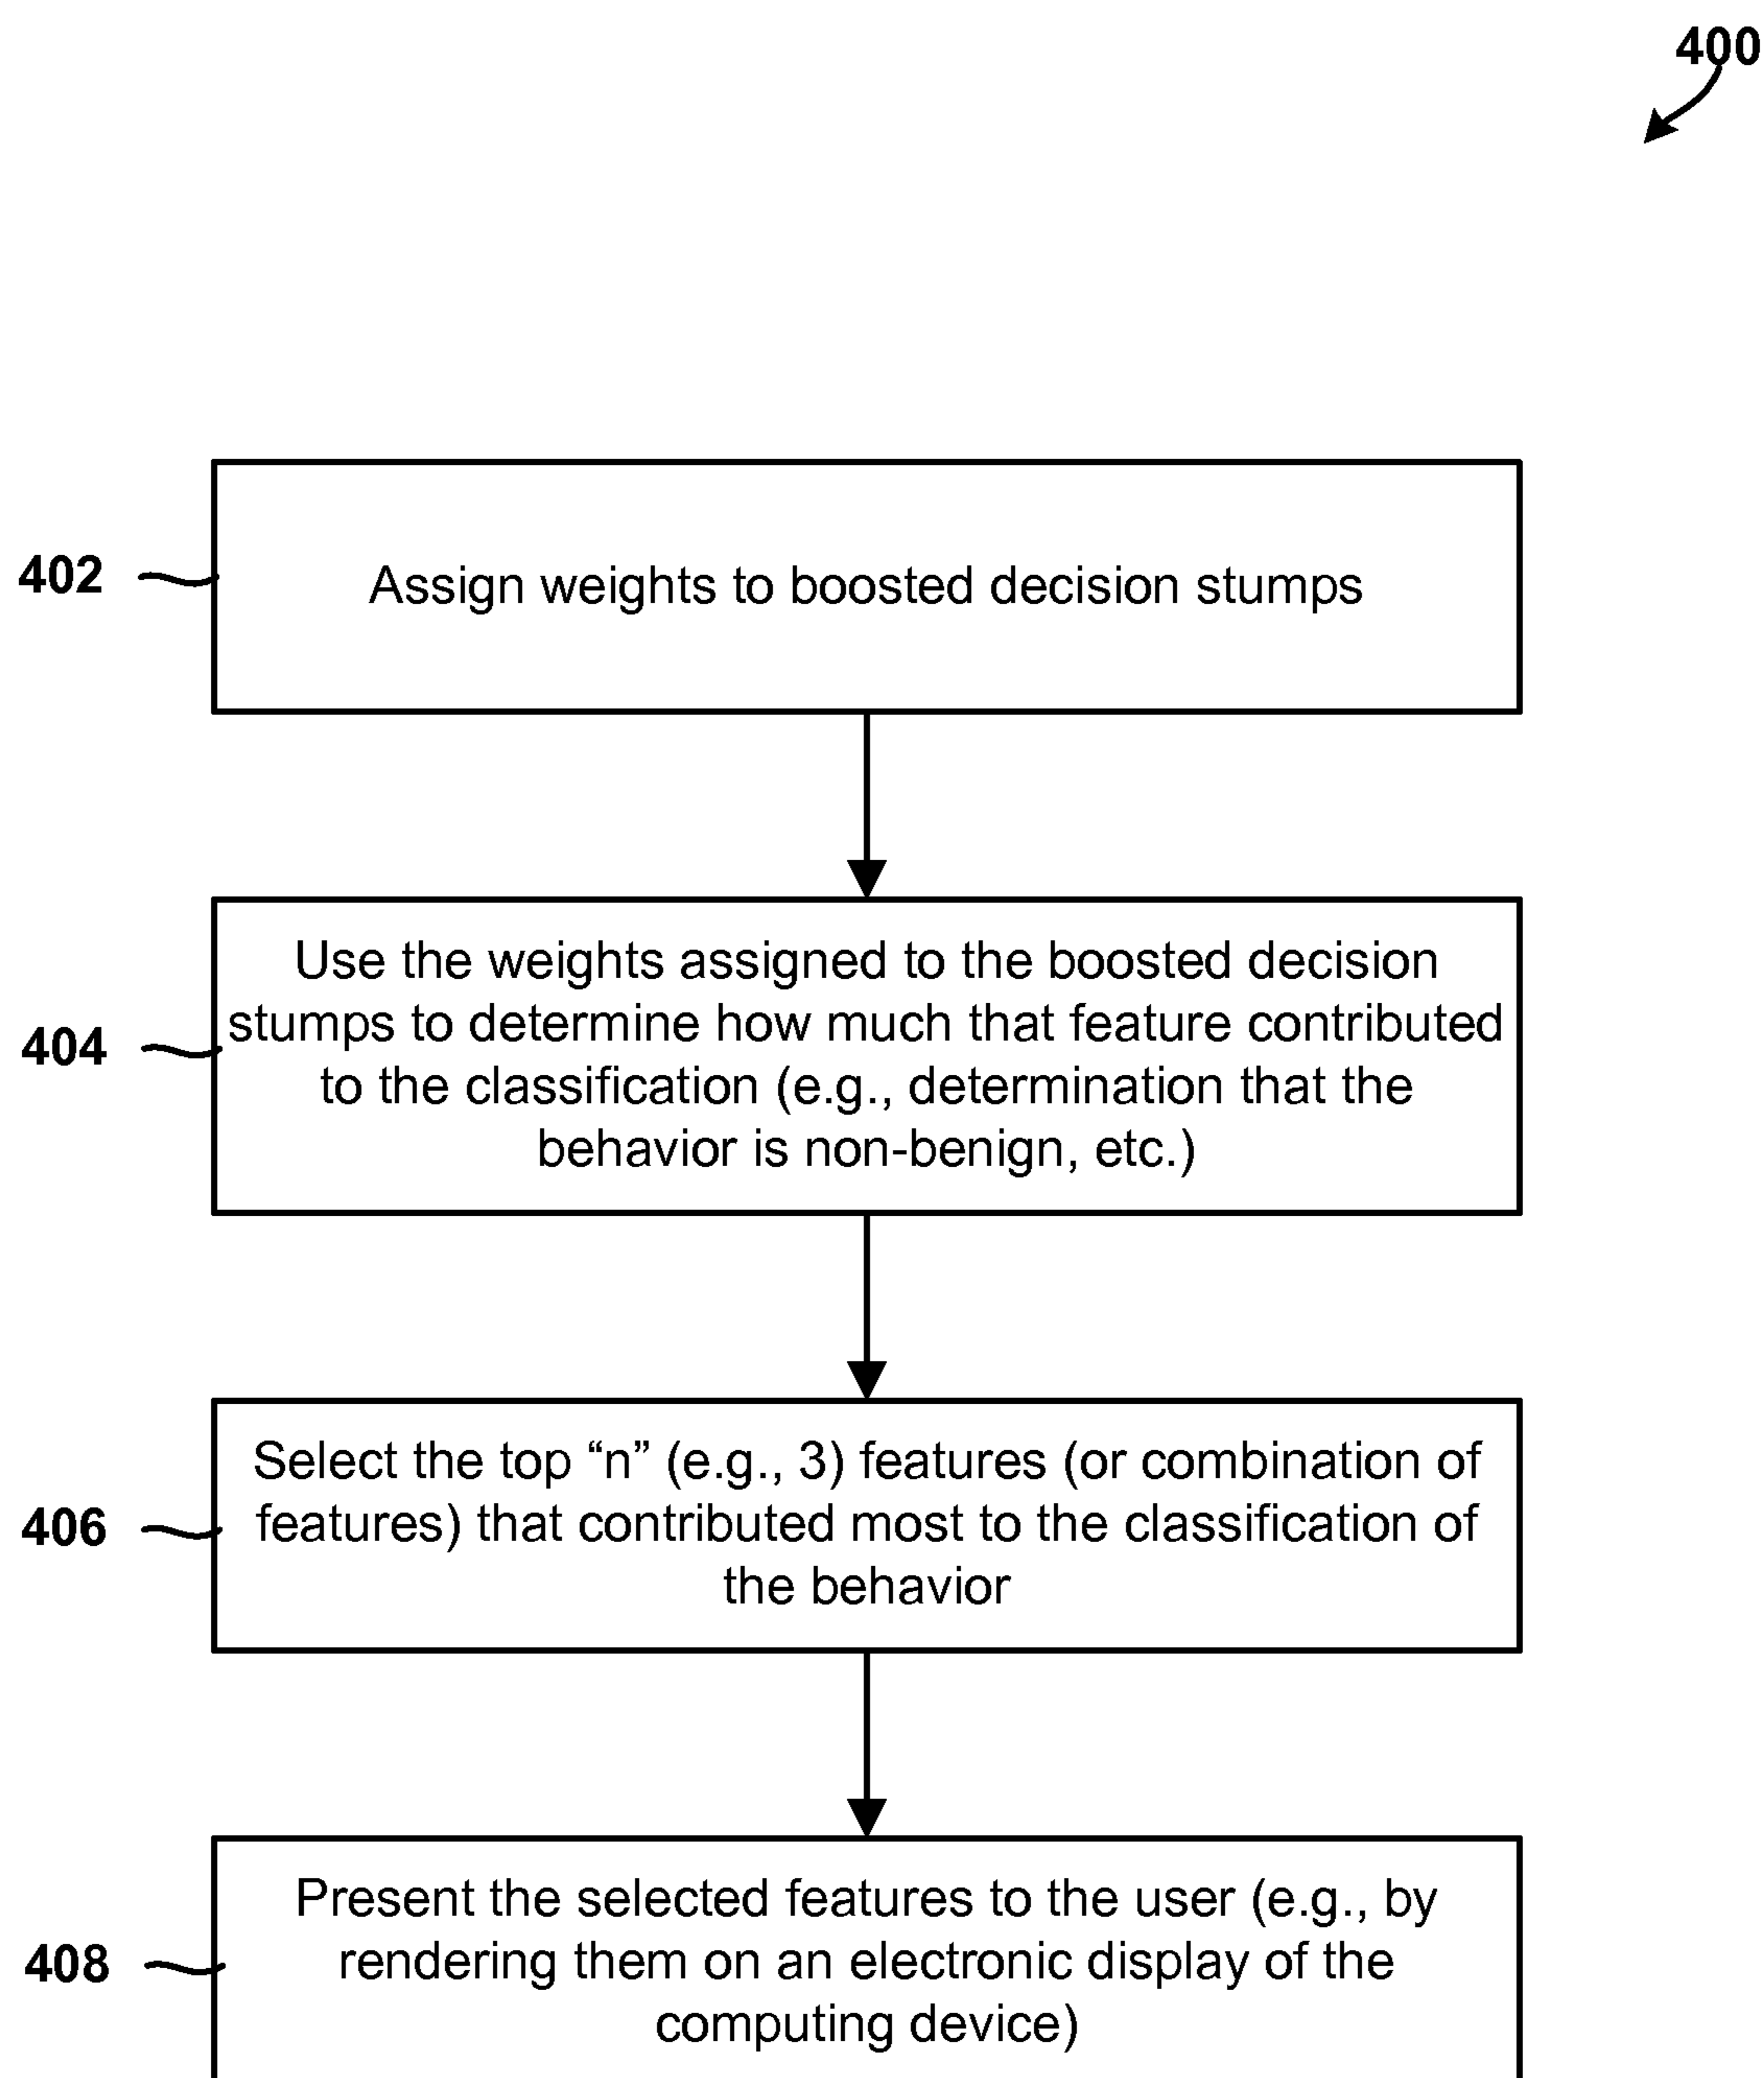 400
402
Assign weights to boosted decision stumps
404
Use the weights assigned to the boosted decision
stumps to determine how much that feature contributed
to the classification (e.g., determination that the
behavior is non-benign, etc.)
406
Select the top “n” (e.g., 3) features (or combination of
features) that contributed most to the classification of
the behavior
408
Present the selected features to the user (e.g., by
rendering them on an electronic display of the
computing device)